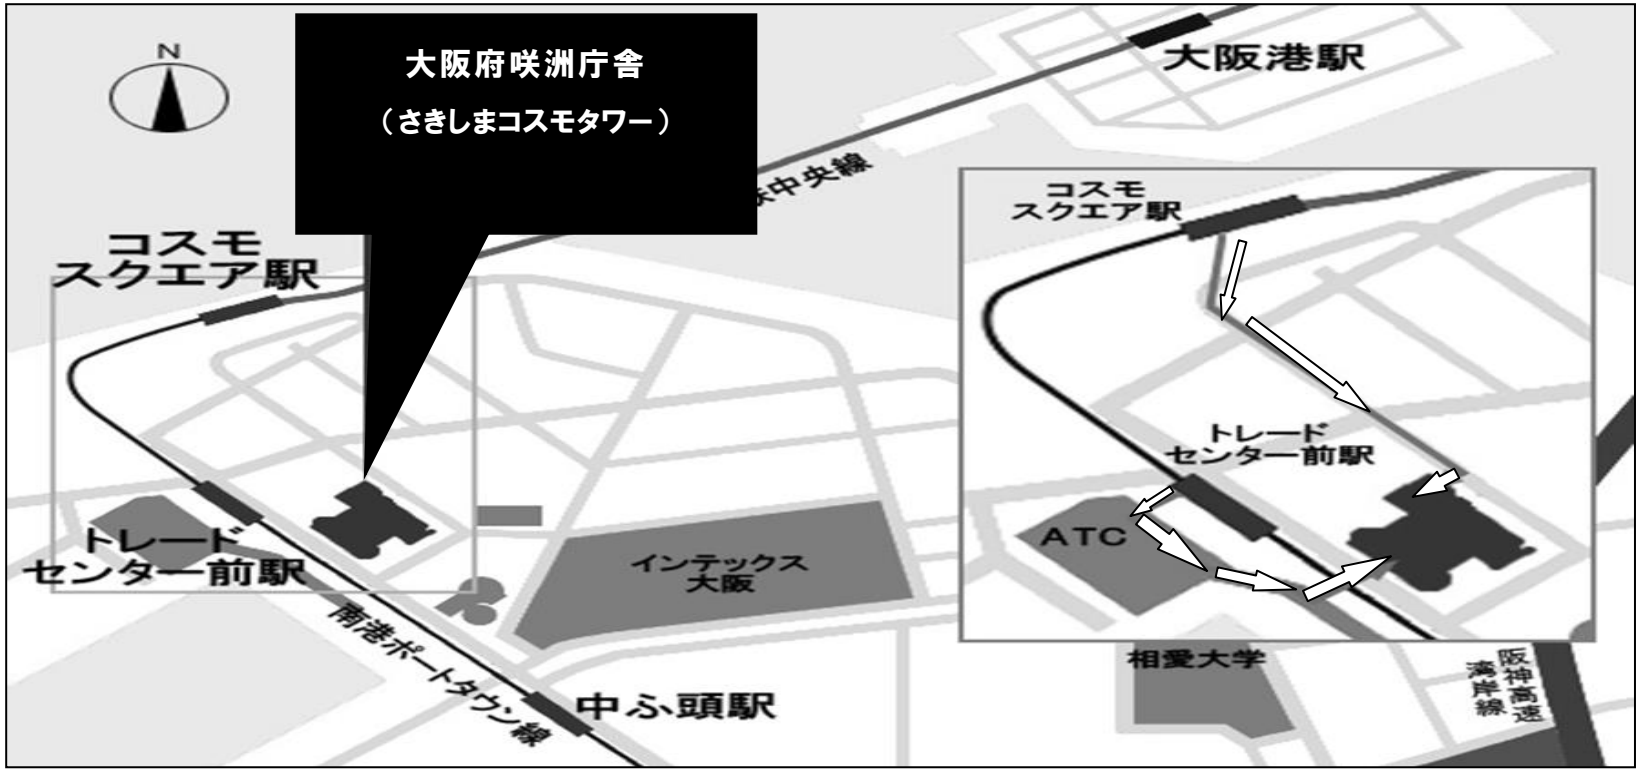 N
大阪府咲洲庁舎
（さきしまコスモタワー）
大阪港駅
鉄中央線
コスモ
スクエア駅
コスモ
スクエア駅
トレード
センター前駅
ATC
トレード
センター前駅
インテックス
大阪
南港ポートタウン線
中ふ頭駅
相愛大学
阪神高速
湾岸線